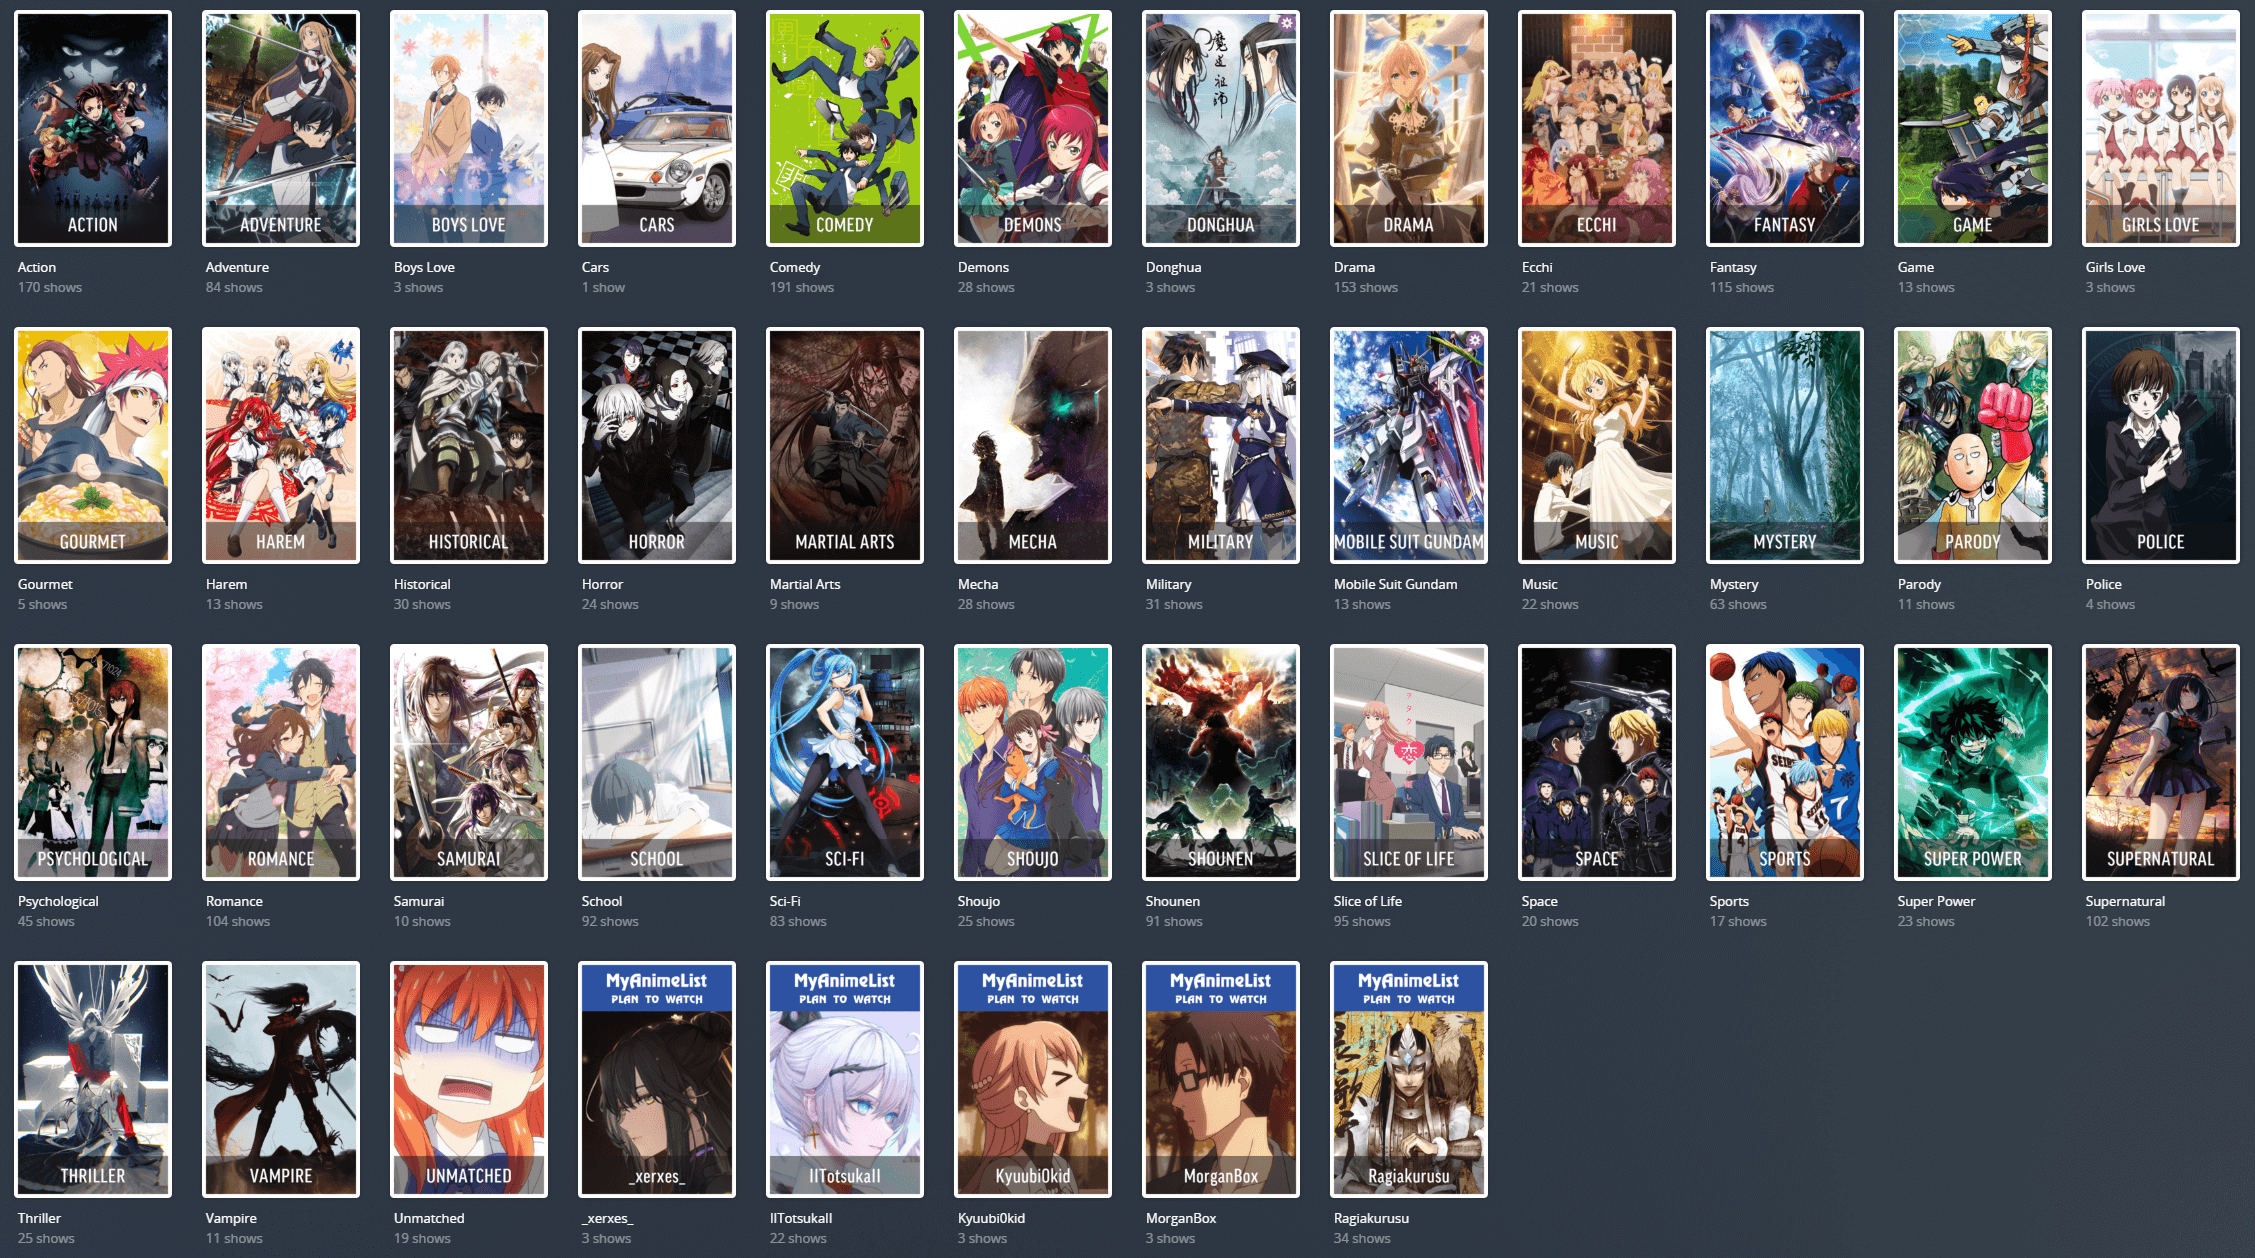 ACTION
Action
170 shows
ADVENTURE
Adventure
84 shows
BOYS LOVE
Boys Love
3 shows
CARS
Cars
1 show
COMEDY
Comedy
191 shows
DEMONS
Demons
28 shows
魔
道
祖
师
DONGHUA
Donghua
3 shows
DRAMA
Drama
153 shows
ECCHI
Ecchi
21 shows
FANTASY
Fantasy
115 shows
GAME
Game
13 shows
GIRLS LOVE
Girls Love
3 shows
GOURMET
Gourmet
5 shows
HAREM
Harem
13 shows
HISTORICAL
Historical
30 shows
HORROR
Horror
24 shows
MARTIAL ARTS
Martial Arts
9 shows
MECHA
Mecha
28 shows
MILITARY
Military
31 shows
MOBILE SUIT GUNDAM
Mobile Suit Gundam
13 shows
MUSIC
Music
22 shows
MYSTERY
Mystery
63 shows
PARODY
Parody
11 shows
POLICE
Police
4 shows
PSYCHOLOGICAL
Psychological
45 shows
ROMANCE
Romance
104 shows
SAMURAI
Samurai
10 shows
SCHOOL
School
92 shows
SCI-FI
Sci-Fi
83 shows
SHOUJO
Shoujo
25 shows
SHOUNEN
Shounen
91 shows
SLICE OF LIFE
Slice of Life
95 shows
SPACE
Space
20 shows
7
4
SPORTS
Sports
17 shows
SUPER POWER
Super Power
23 shows
SUPERNATURAL
Supernatural
102 shows
THRILLER
Thriller
25 shows
VAMPIRE
Vampire
11 shows
UNMATCHED
Unmatched
19 shows
MyAnimeList
PLAN TO WATCH
_xerxes_
_xerxes_
3 shows
MyAnimeList
PLAN TO WATCH
IITotsukaII
IITotsukaII
22 shows
MyAnimeList
PLAN TO WATCH
Kyuubi0kid
Kyuubi0kid
3 shows
MyAnimeList
PLAN TO WATCH
MorganBox
MorganBox
3 shows
MyAnimeList
PLAN TO WATCH
Ragiakurusu
Ragiakurusu
34 shows